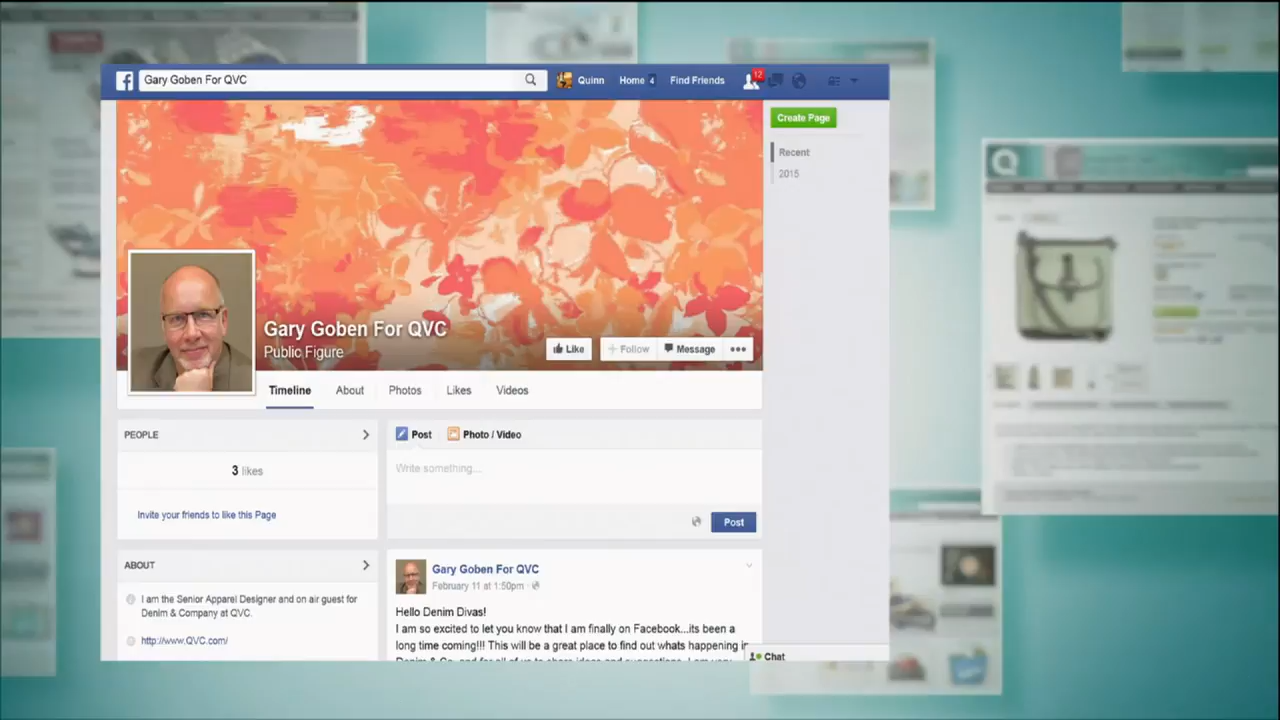 Gary Goben For QVC
Quinn
Home 4
Find Friends
12
Create Page
Recent
2015
Gary Goben For QVC
Public Figure
Like
Follow
Message
Timeline
About
Photos
Likes
Videos
PEOPLE
3 likes
Invite your friends to like this Page
Post
Photo / Video
Write something...
Post
ABOUT
I am the Senior Apparel Designer and on air guest for
Denim & Company at QVC.
http://www.QVC.com/
Gary Goben For QVC
February 11 at 1:50pm ·
Hello Denim Divas!
I am so excited to let you know that I am finally on Facebook...its been a
long time coming!!! This will be a great place to find out whats happening in
Chat